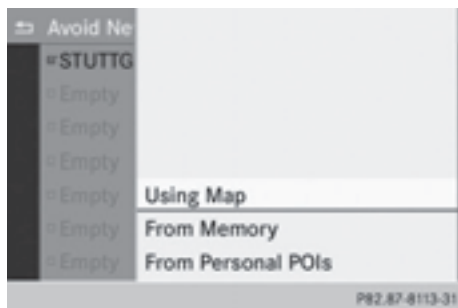 Avoid Ne
STUTTG
Empty
Empty
Empty
Empty
Using Map
Empty
From Memory
Empty
From Personal POIs
P82.87-8113-31